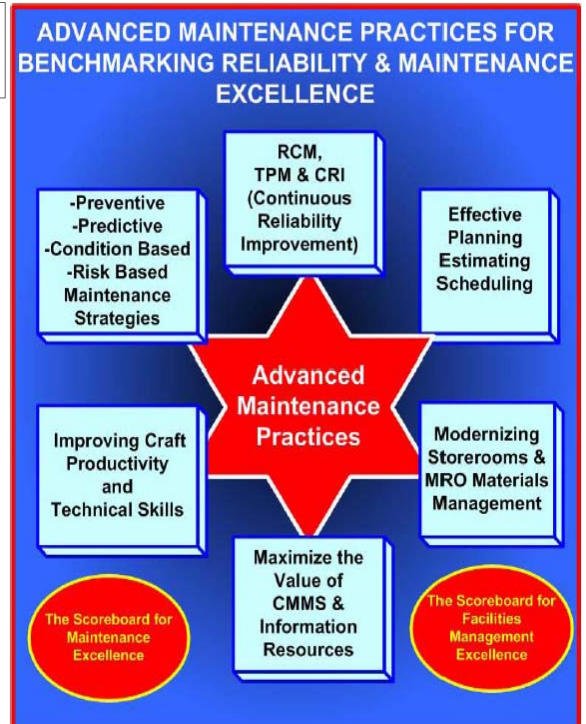 ADVANCED MAINTENANCE PRACTICES FOR
BENCHMARKING RELIABILITY & MAINTENANCE
EXCELLENCE
RCM,
TPM & CRI
(Continuous
Reliability
Improvement)
-Preventive
-Predictive
-Condition Based
-Risk Based
Maintenance
Strategies
Effective
Planning
Estimating
Scheduling
Advanced
Maintenance
Practices
Improving Craft
Productivity
and
Technical Skills
Modernizing
Storerooms &
MRO Materials
Management
Maximize the
Value of
CMMS &
Information
Resources
The Scoreboard for
Maintenance
Excellence
The Scoreboard for
Facilities
Management
Excellence